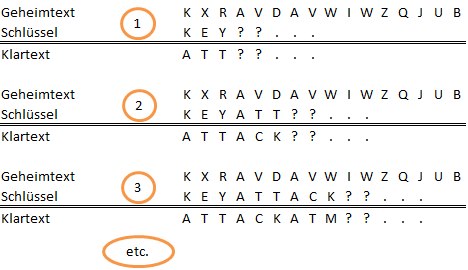 Geheimtext 1 K X R A V D A V W I W Z Q J U B
Schlüssel K E Y ? ? . . .
Klartext A T T ? ? . . .
Geheimtext 2 K X R A V D A V W I W Z Q J U B
Schlüssel K E Y A T T ? ? . . .
Klartext A T T A C K ? ? . . .
Geheimtext 3 K X R A V D A V W I W Z Q J U B
Schlüssel K E Y A T T A C K ? ? . . .
Klartext A T T A C K A T M ? ? . . .
etc.